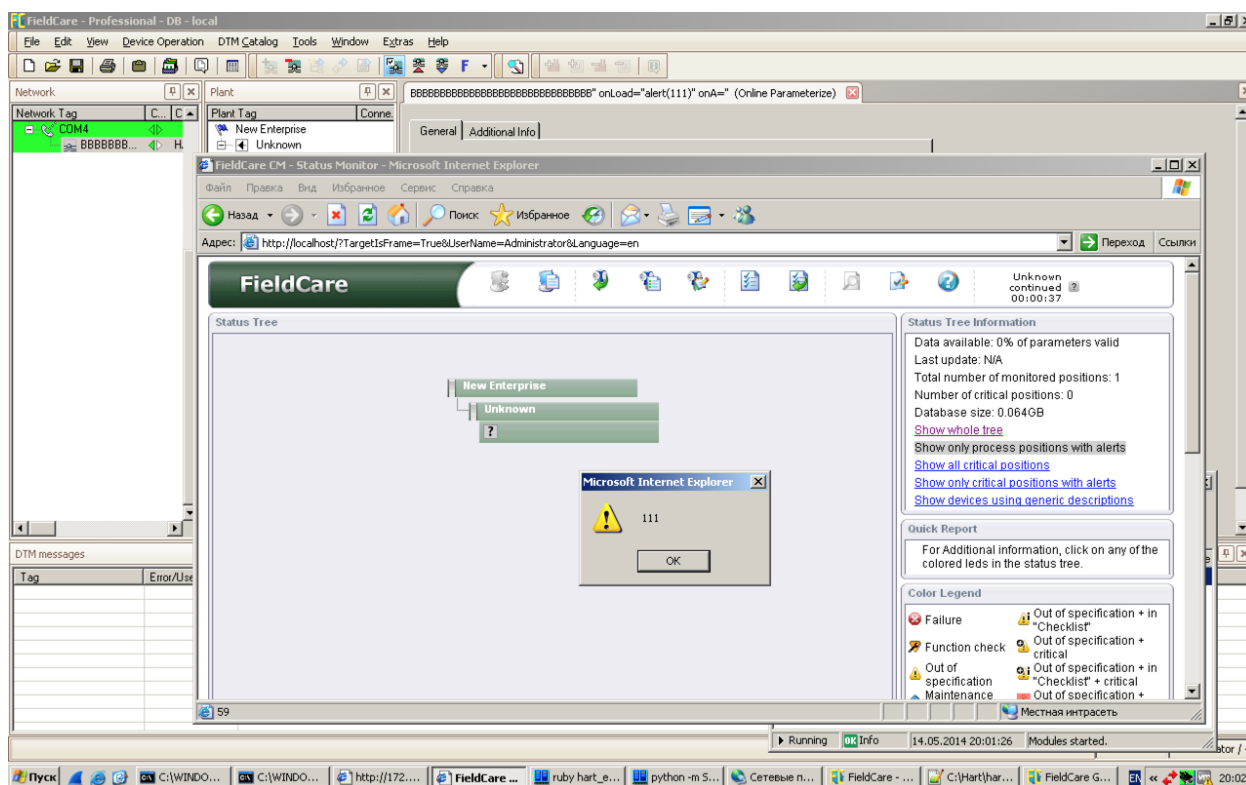 FieldCare - Professional - DB - local
File Edit View Device Operation DTM Catalog Tools Window Extras Help
Network
Plant
BBBBBBBBBBBBBBBBBBBBBBBBBBBBBBBB" onLoad="alert(111)" onA=" (Online Parameterize)
Network Tag C... C
Plant Tag Conne.
COM4
BBBBBBB... H.
New Enterprise
Unknown
General Additional Info
FieldCare CM - Status Monitor - Microsoft Internet Explorer
Файл Правка Вид Избранное Сервис Справка
Назад Поиск Избранное
Адрес: http://localhost/?TargetIsFrame=True&UserName=Administrator&Language=en Переход Ссылки
FieldCare
Unknown
continued ?
00:00:37
Status Tree
New Enterprise
Unknown
?
Status Tree Information
Data available: 0% of parameters valid
Last update: N/A
Total number of monitored positions: 1
Number of critical positions: 0
Database size: 0.064GB
Show whole tree
Show only process positions with alerts
Show all critical positions
Show only critical positions with alerts
Show devices using generic descriptions
Microsoft Internet Explorer
111
OK
Quick Report
For Additional information, click on any of the
colored leds in the status tree.
Color Legend
Failure
Out of specification + in
"Checklist"
Function check
Out of specification +
critical
Out of
specification
Out of specification + in
"Checklist" + critical
Maintenance
Out of specification +
DTM messages
Tag Error/Use
59
Местная интрасеть
Running OK Info 14.05.2014 20:01:26 Modules started.
ator / -
Пуск C:\WINDO... C:\WINDO... http://172.... FieldCare ... ruby hart_e... python -m S... Сетевые п... FieldCare - ... C:\Hart\har... FieldCare G... EN « 20:02